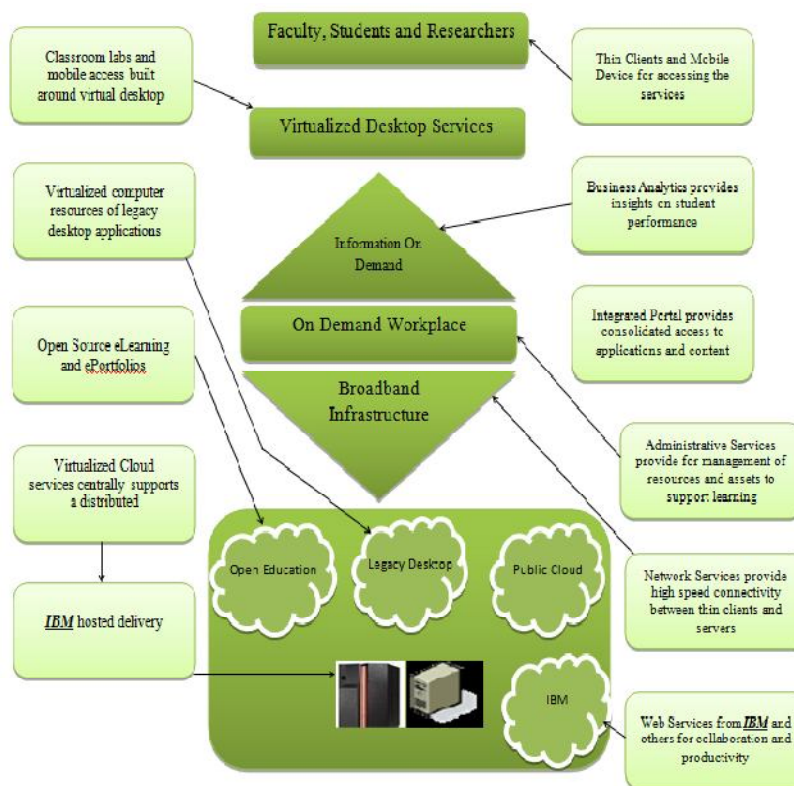 Faculty, Students and Researchers
Classroom labs and
mobile access built
around virtual desktop
Thin Clients and Mobile
Device for accessing the
services
Virtualized Desktop Services
Virtualized computer
resources of legacy
desktop applications
Business Analytics provides
insights on student
performance
Information On
Demand
Integrated Portal provides
consolidated access to
applications and content
On Demand Workplace
Open Source eLearning
and ePortfolios
Broadband
Infrastructure
Administrative Services
provide for management of
resources and assets to
support learning
Virtualized Cloud
services centrally supports
a distributed
Open Education
Legacy Desktop
Public Cloud
Network Services provide
high speed connectivity
between thin clients and
servers
IBM hosted delivery
IBM
Web Services from IBM and
others for collaboration and
productivity